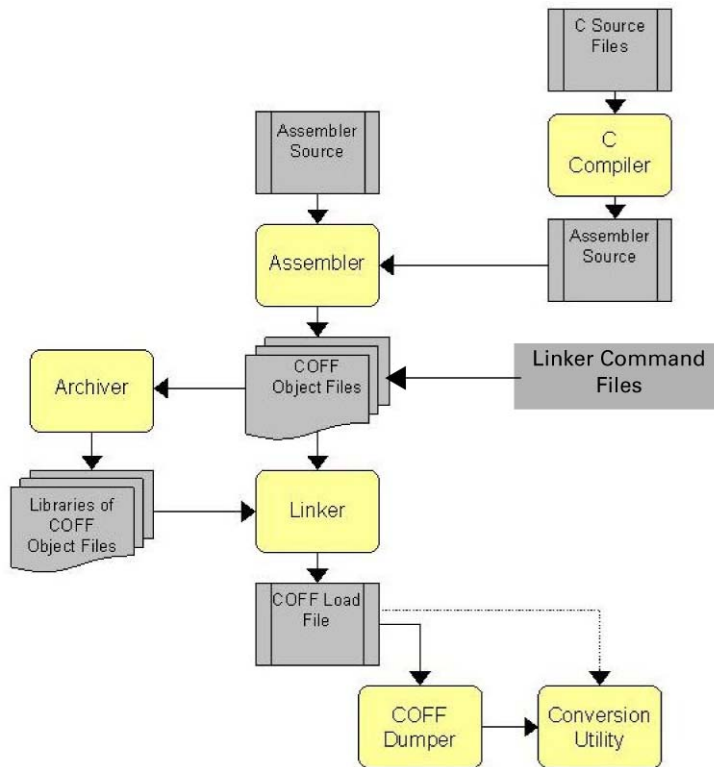 C Source
Files
Assembler
Source
C
Compiler
Assembler
Source
Assembler
COFF
Object Files
Linker Command
Files
Archiver
Libraries of
COFF
Object Files
Linker
COFF Load
File
COFF
Dumper
Conversion
Utility